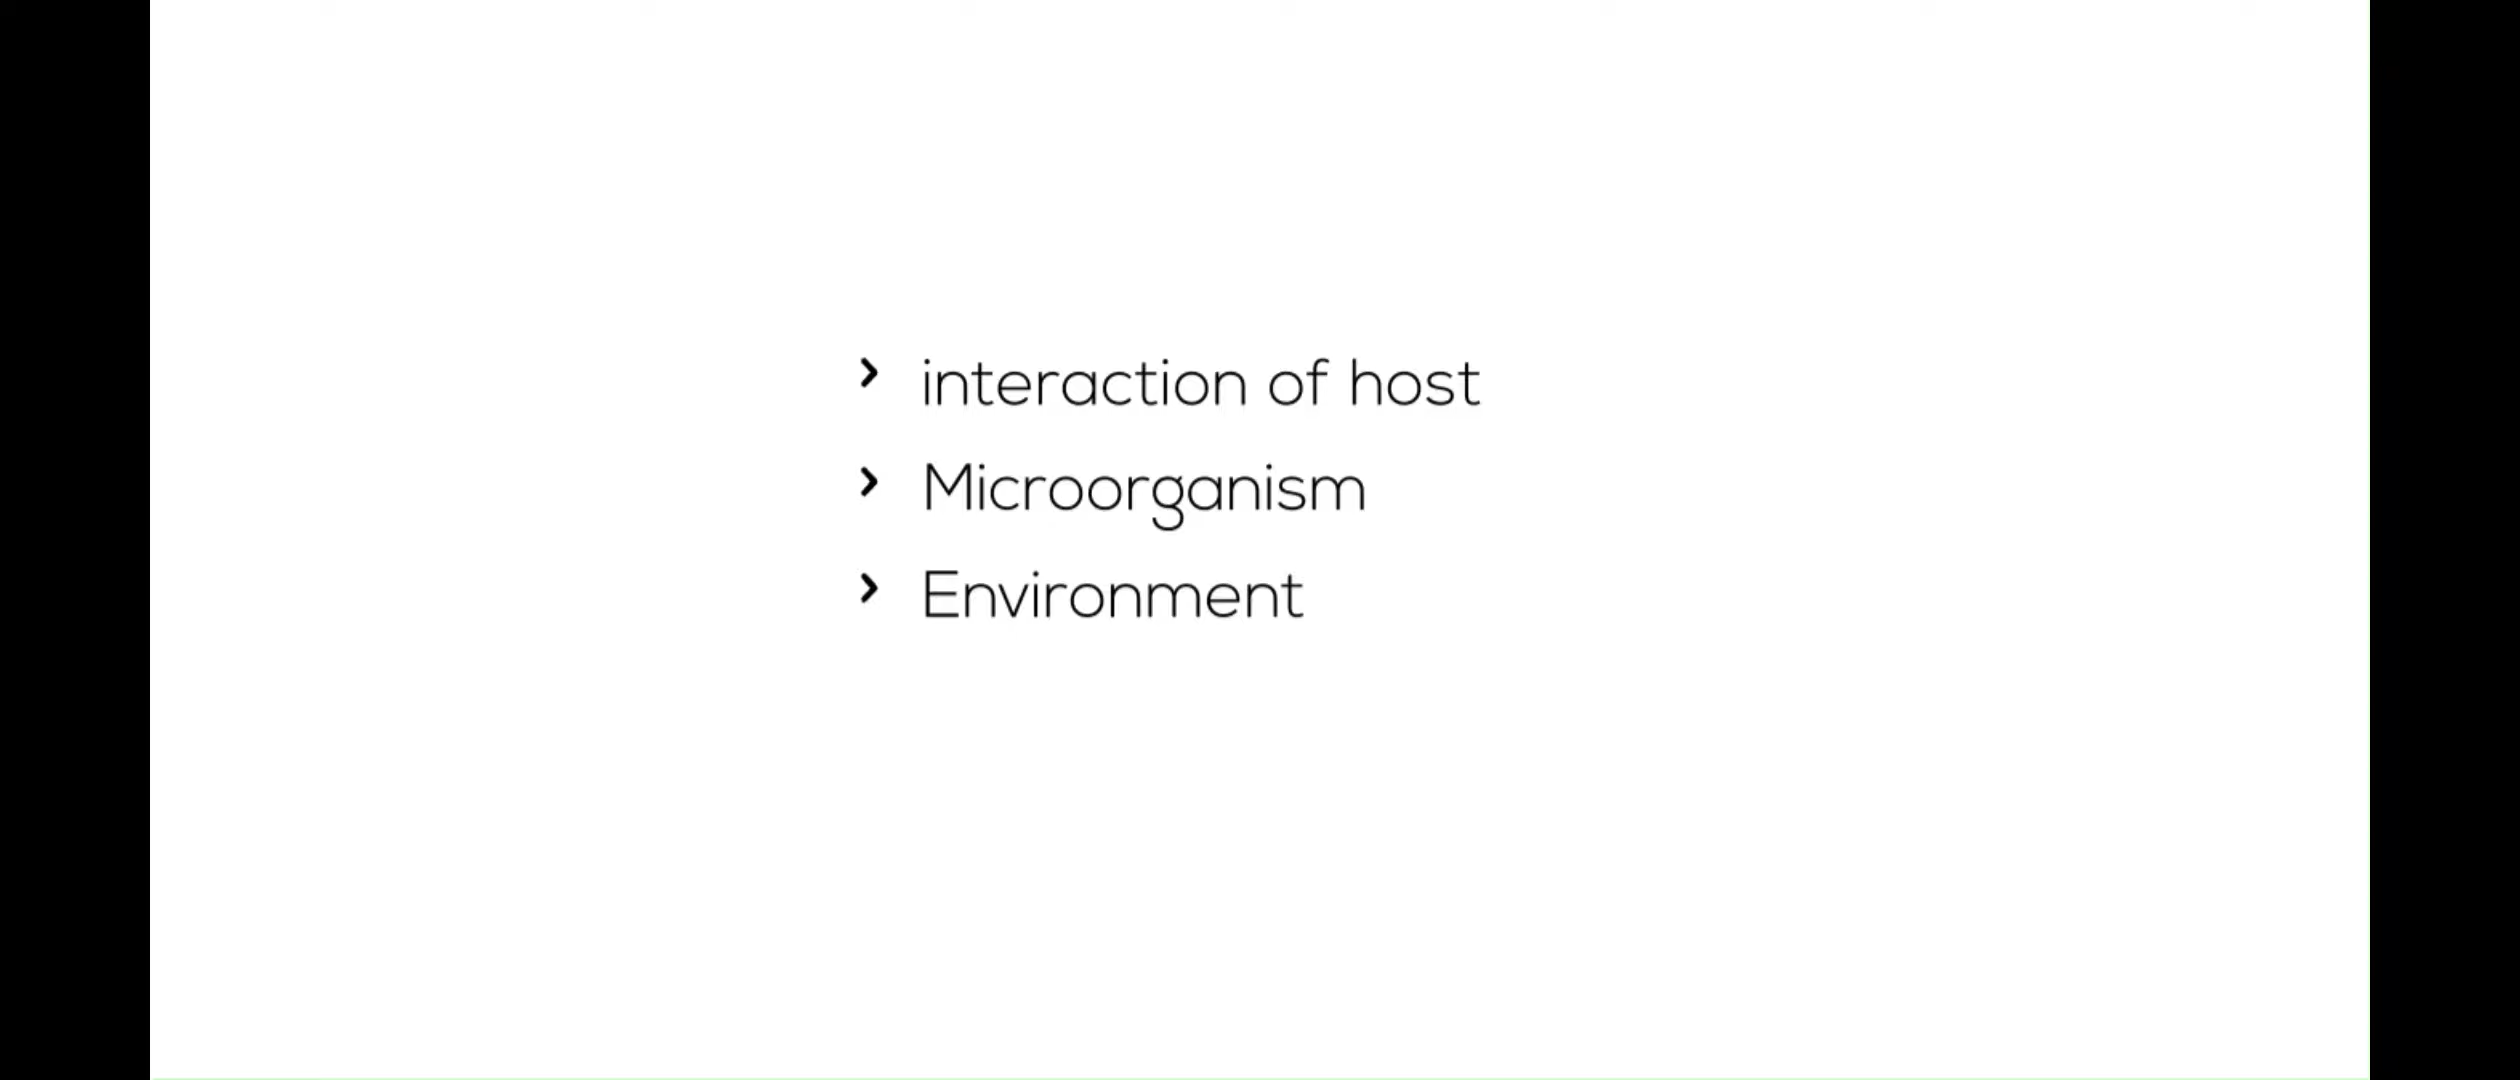 › interaction of host
› Microorganism
› Environment